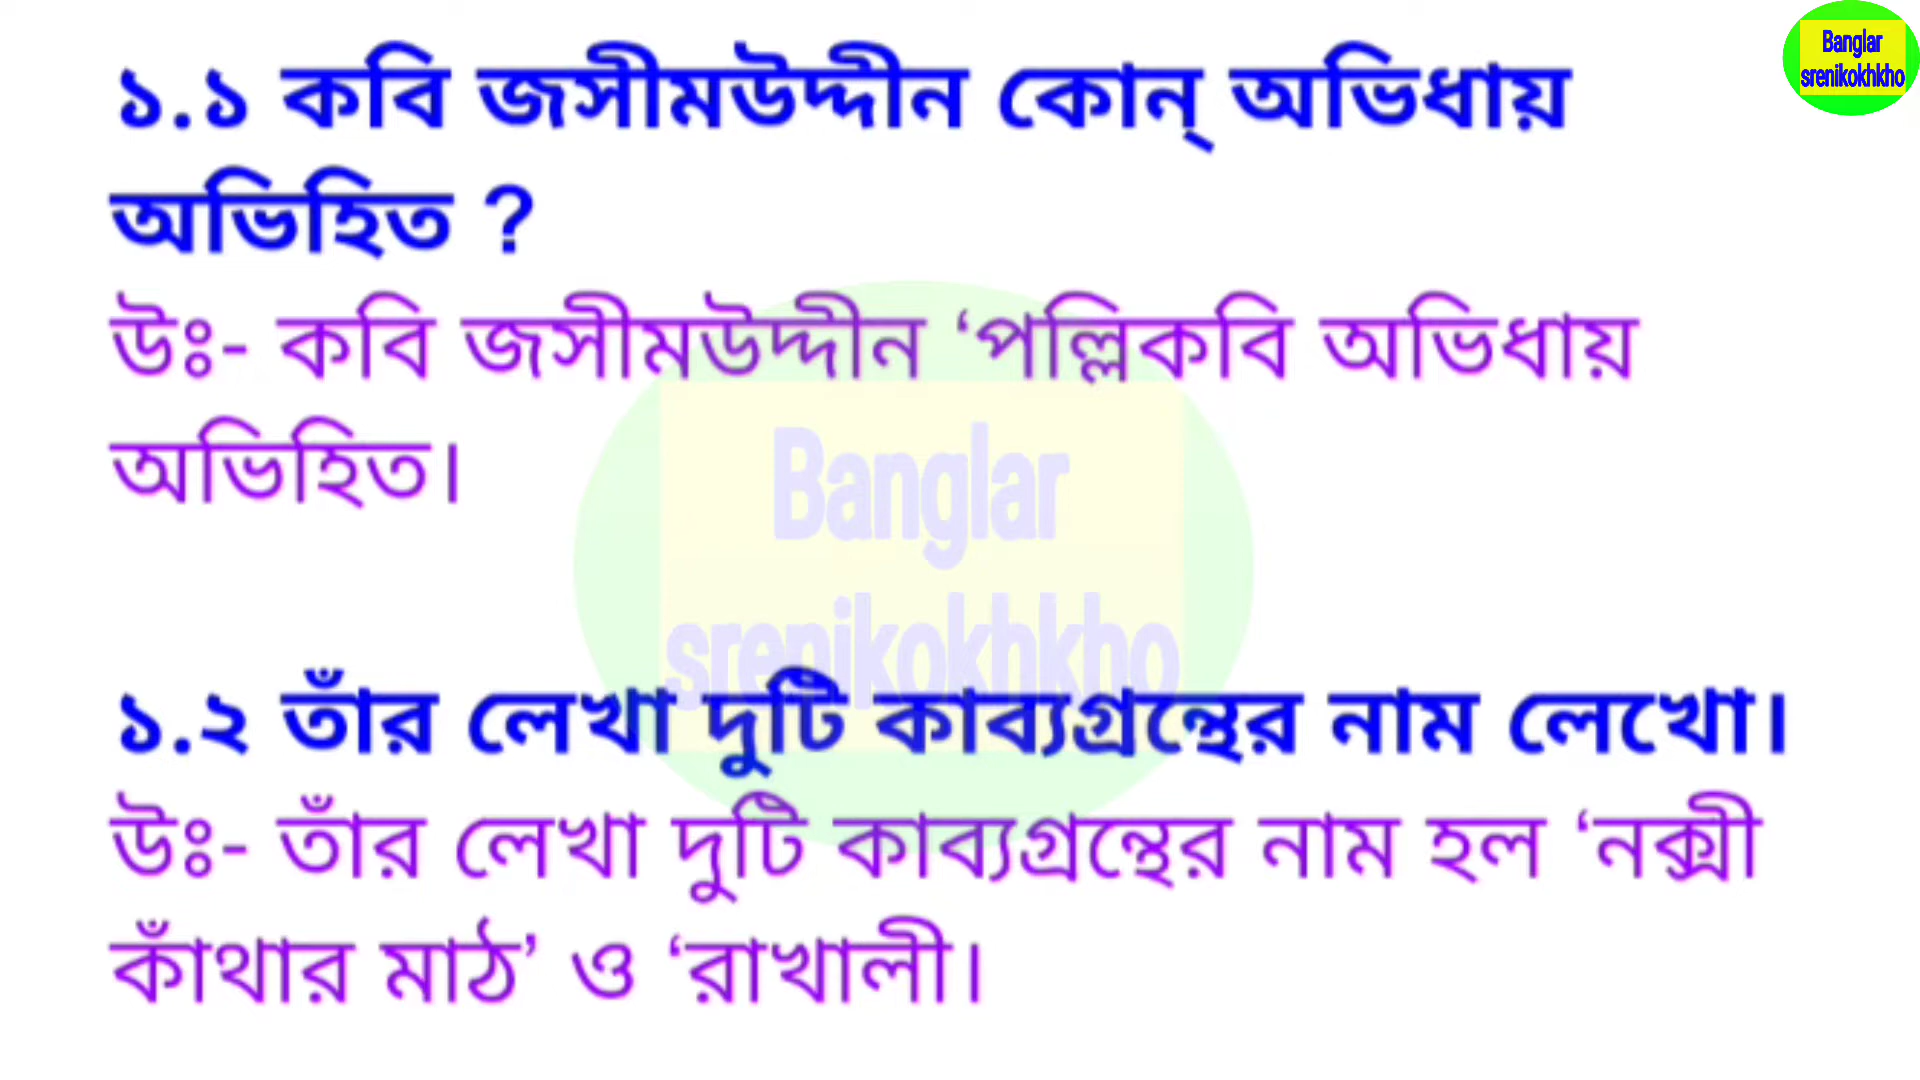 Banglar
srenikokhkho
১.১ কবি জসীমউদ্দীন কোন্ অভিধায়
অভিহিত ?
উঃ- কবি জসীমউদ্দীন ‘পল্লিকবি অভিধায়
অভিহিত।
Banglar
srenikokhkho
১.২ তাঁর লেখা দুটি কাব্যগ্রন্থের নাম লেখো।
উঃ- তাঁর লেখা দুটি কাব্যগ্রন্থের নাম হল ‘নক্সী
কাঁথার মাঠ’ ও ‘রাখালী।